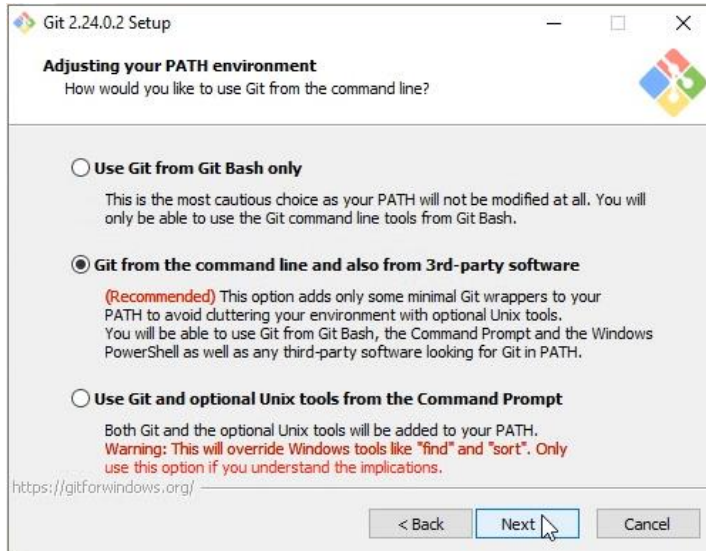 Git 2.24.0.2 Setup
Adjusting your PATH environment
How would you like to use Git from the command line?
Use Git from Git Bash only
This is the most cautious choice as your PATH will not be modified at all. You will
only be able to use the Git command line tools from Git Bash.
Git from the command line and also from 3rd-party software
(Recommended) This option adds only some minimal Git wrappers to your
PATH to avoid cluttering your environment with optional Unix tools.
You will be able to use Git from Git Bash, the Command Prompt and the Windows
PowerShell as well as any third-party software looking for Git in PATH.
Use Git and optional Unix tools from the Command Prompt
Both Git and the optional Unix tools will be added to your PATH.
Warning: This will override Windows tools like "find" and "sort". Only
use this option if you understand the implications.
https://gitforwindows.org/
< Back Next Cancel